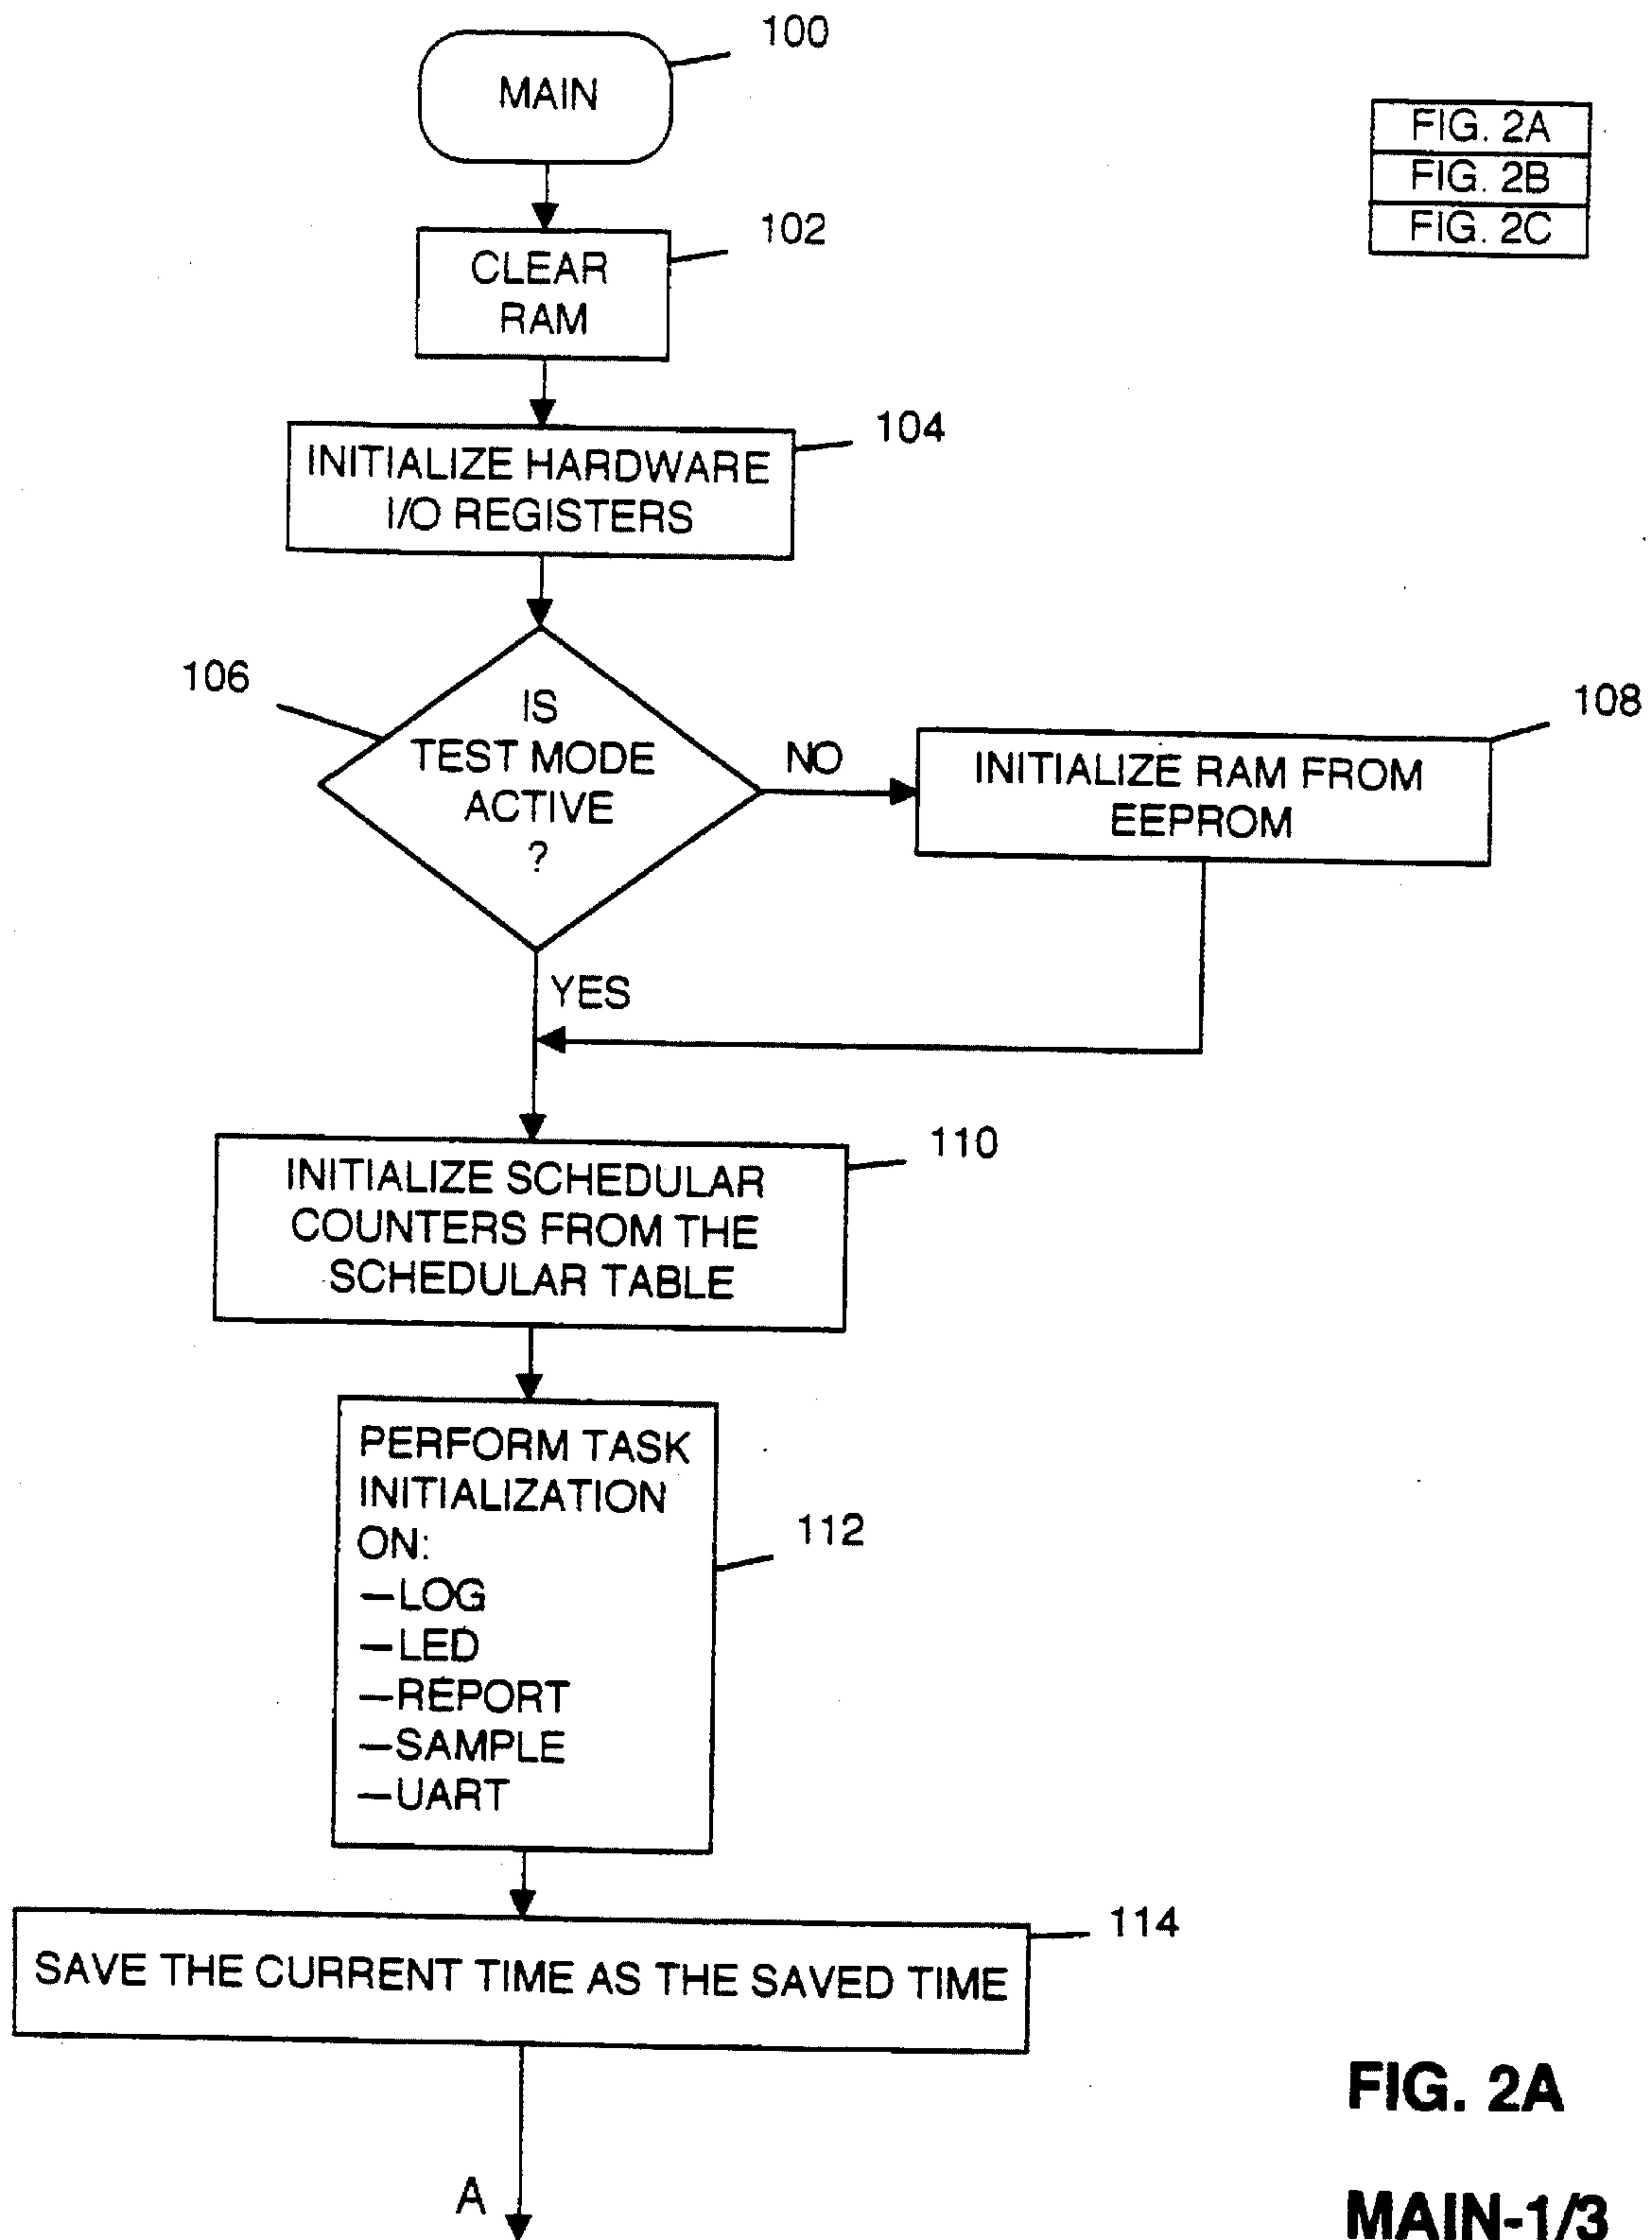 100
MAIN
FIG. 2A
FIG. 2B
FIG. 2C
102
CLEAR
RAM
104
INITIALIZE HARDWARE
I/O REGISTERS
106
IS
TEST MODE
ACTIVE
?
NO
108
INITIALIZE RAM FROM
EEPROM
YES
110
INITIALIZE SCHEDULAR
COUNTERS FROM THE
SCHEDULAR TABLE
PERFORM TASK
INITIALIZATION
ON:
—LOG
—LED
—REPORT
—SAMPLE
—UART
112
114
SAVE THE CURRENT TIME AS THE SAVED TIME
A
FIG. 2A
MAIN-1/3